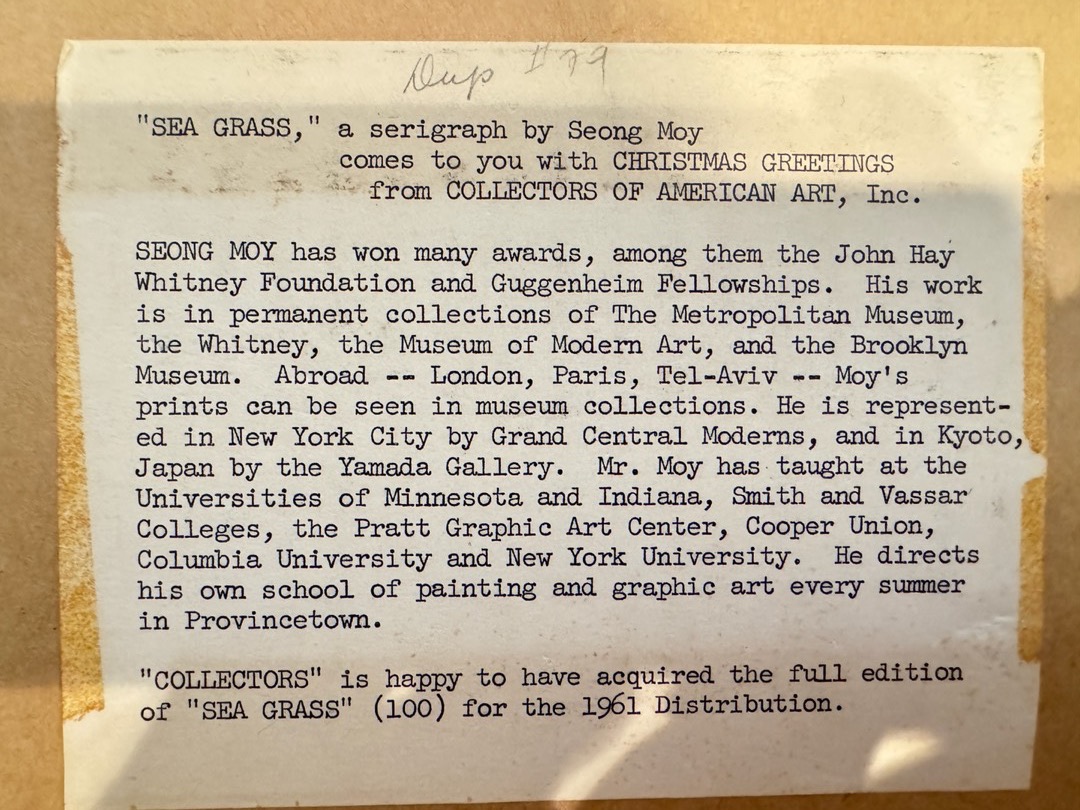 Dup #79
"SEA GRASS," a serigraph by Seong Moy
comes to you with CHRISTMAS GREETINGS
from COLLECTORS OF AMERICAN ART, Inc.
SEONG MOY has won many awards, among them the John Hay
Whitney Foundation and Guggenheim Fellowships. His work
is in permanent collections of The Metropolitan Museum,
the Whitney, the Museum of Modern Art, and the Brooklyn
Museum. Abroad -- London, Paris, Tel-Aviv -- Moy's
prints can be seen in museum collections. He is represent-
ed in New York City by Grand Central Moderns, and in Kyoto,
Japan by the Yamada Gallery. Mr. Moy has taught at the
Universities of Minnesota and Indiana, Smith and Vassar
Colleges, the Pratt Graphic Art Center, Cooper Union,
Columbia University and New York University. He directs
his own school of painting and graphic art every summer
in Provincetown.
"COLLECTORS" is happy to have acquired the full edition
of "SEA GRASS" (100) for the 1961 Distribution.